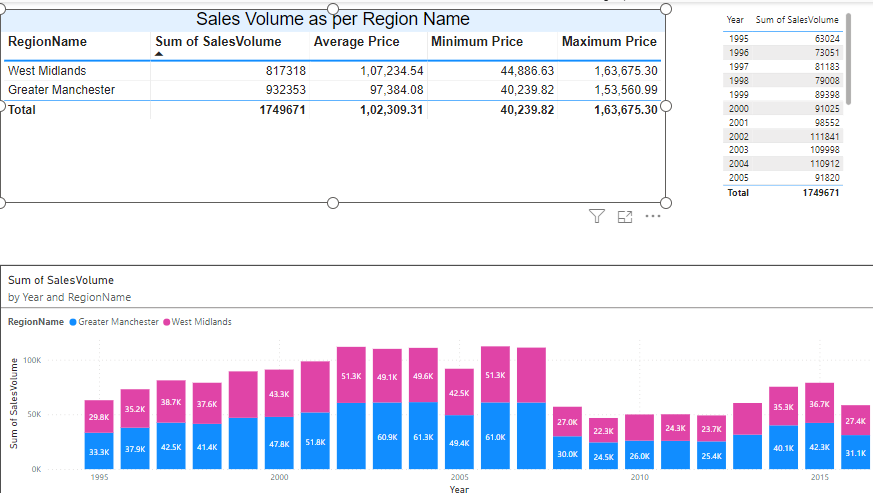 Sales Volume as per Region Name
RegionName Sum of SalesVolume Average Price Minimum Price Maximum Price
West Midlands 817318 1,07,234.54 44,886.63 1,63,675.30
Greater Manchester 932353 97,384.08 40,239.82 1,53,560.99
Total 1749671 1,02,309.31 40,239.82 1,63,675.30
Year Sum of SalesVolume
1995 63024
1996 73051
1997 81183
1998 79008
1999 89398
2000 91025
2001 98552
2002 111841
2003 109998
2004 110912
2005 91820
Total 1749671
Sum of SalesVolume
by Year and RegionName
RegionName Greater Manchester West Midlands
Sum of SalesVolume
100K
50K
0K
29.8K 35.2K 38.7K 37.6K 43.3K 51.3K 49.1K 49.6K 42.5K 51.3K 27.0K 22.3K 24.3K 23.7K 35.3K 36.7K 27.4K
33.3K 37.9K 42.5K 41.4K 47.8K 51.8K 60.9K 61.3K 49.4K 61.0K 30.0K 24.5K 26.0K 25.4K 40.1K 42.3K 31.1K
1995 2000 2005 2010 2015
Year